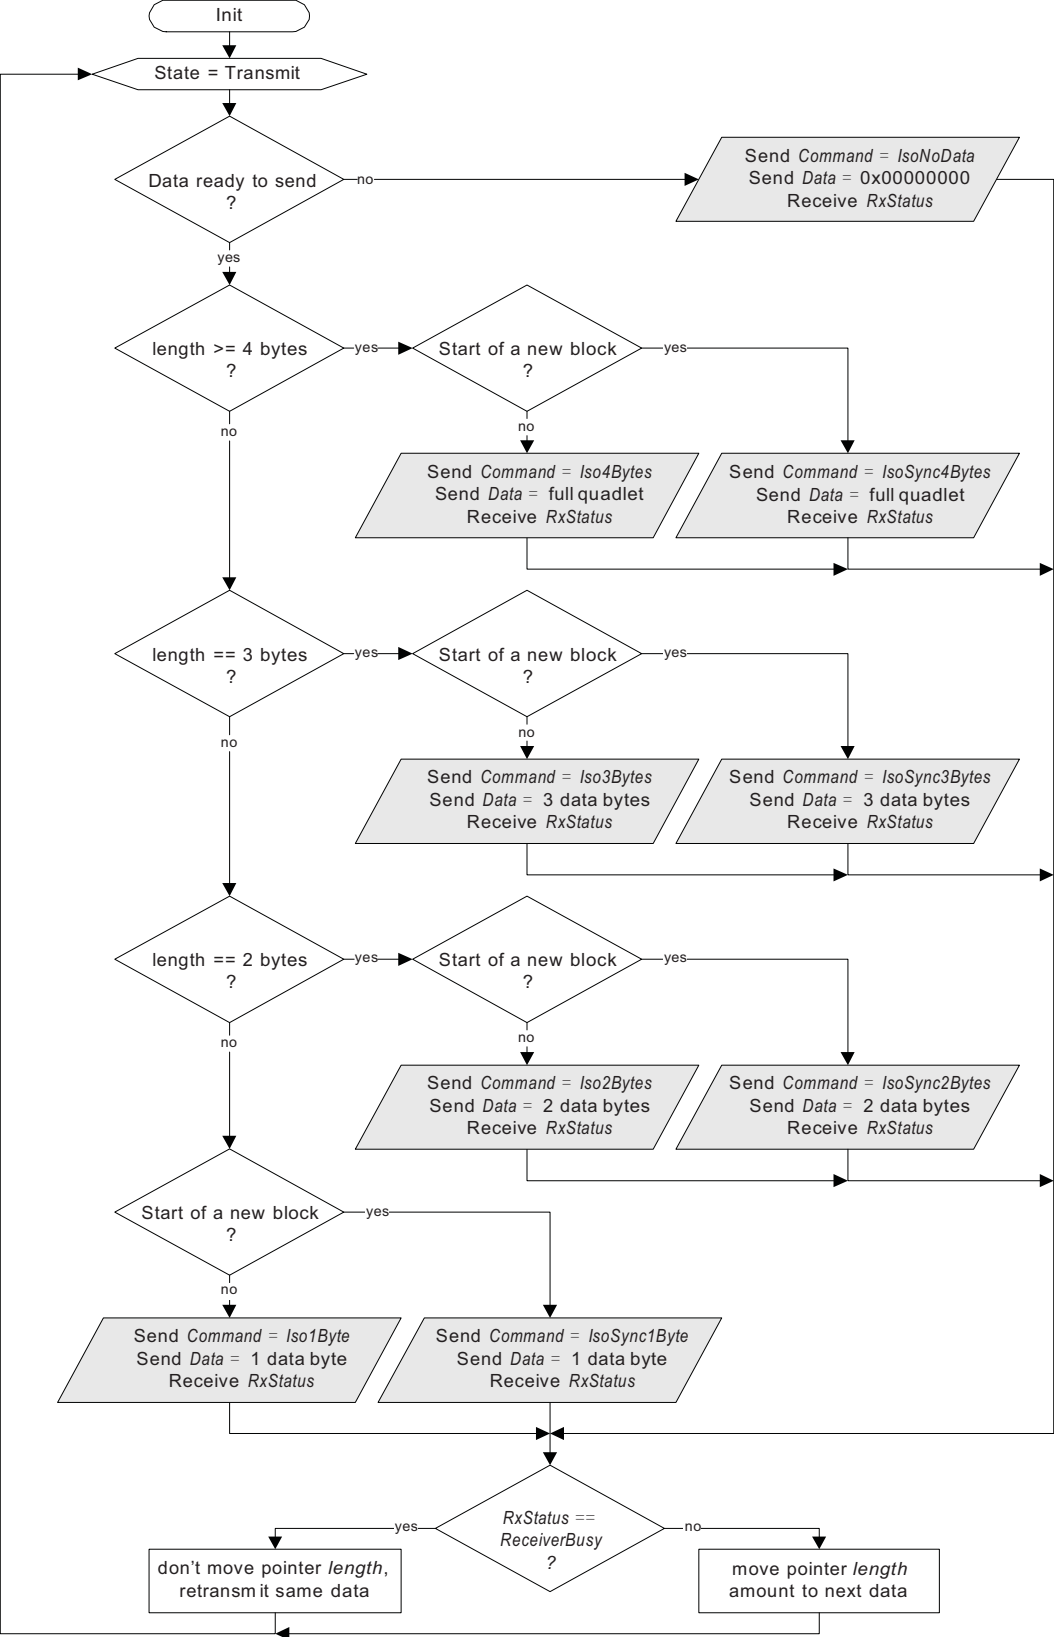 Init
State = Transmit
Data ready to send
?
no
Send Command = IsoNoData
Send Data = 0x00000000
Receive RxStatus
yes
length >= 4 bytes
?
yes
Start of a new block
?
yes
no
no
Send Command = Iso4Bytes
Send Data = full quadlet
Receive RxStatus
Send Command = IsoSync4Bytes
Send Data = full quadlet
Receive RxStatus
length == 3 bytes
?
yes
Start of a new block
?
yes
no
no
Send Command = Iso3Bytes
Send Data = 3 data bytes
Receive RxStatus
Send Command = IsoSync3Bytes
Send Data = 3 data bytes
Receive RxStatus
length == 2 bytes
?
yes
Start of a new block
?
yes
no
no
Send Command = Iso2Bytes
Send Data = 2 data bytes
Receive RxStatus
Send Command = IsoSync2Bytes
Send Data = 2 data bytes
Receive RxStatus
Start of a new block
?
yes
no
Send Command = Iso1Byte
Send Data = 1 data byte
Receive RxStatus
Send Command = IsoSync1Byte
Send Data = 1 data byte
Receive RxStatus
RxStatus ==
ReceiverBusy
?
yes
no
don't move pointer length,
retransmit same data
move pointer length
amount to next data